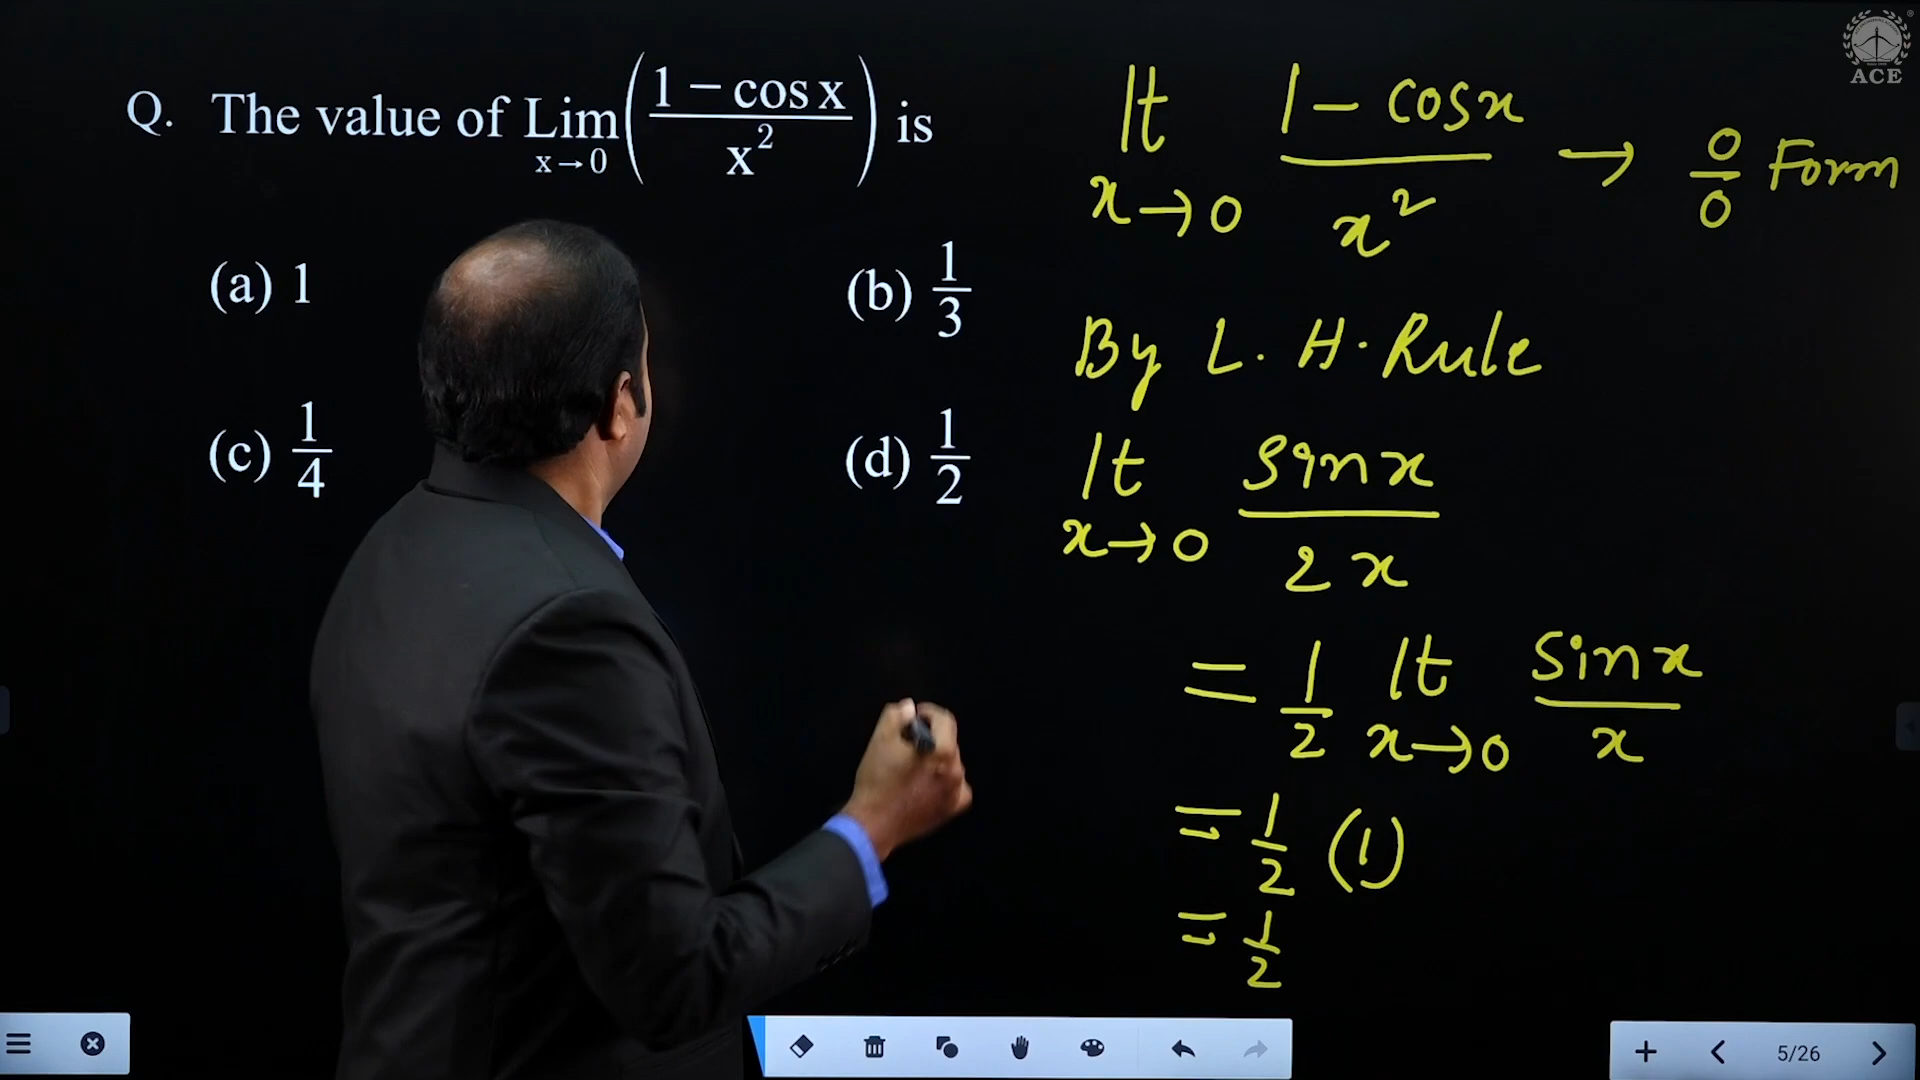 Q. The value of Lim x→0 ((1 – cos x)/x²) is
(a) 1
(b) 1/3
(c) 1/4
(d) 1/2
lt x→0 (1 – cosx)/x² → 0/0 Form
By L. H. Rule
lt x→0 sinx/2x
= 1/2 lt x→0 sinx/x
= 1/2 (1)
= 1/2
ACE
5/26